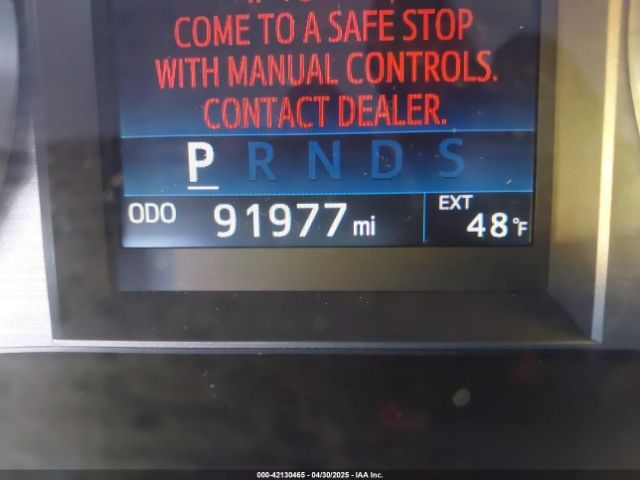 COME TO A SAFE STOP
WITH MANUAL CONTROLS.
CONTACT DEALER.
P R N D S
ODO 91977 mi
EXT
48°F
000-42130465 - 04/30/2025 - IAA Inc.